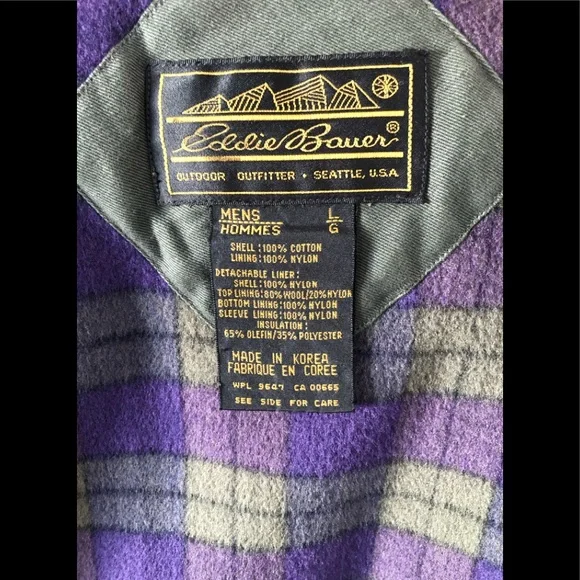 Eddie Bauer®
OUTDOOR OUTFITTER • SEATTLE, U.S.A.
MENS L
HOMMES G
SHELL:100% COTTON
LINING:100% NYLON
DETACHABLE LINER:
SHELL:100% NYLON
TOP LINING:80% WOOL/20% NYLON
BOTTOM LINING:100% NYLON
SLEEVE LINING:100% NYLON
INSULATION:
65% OLEFIN/35% POLYESTER
MADE IN KOREA
FABRIQUE EN COREE
WPL 9647 CA 00665
SEE SIDE FOR CARE